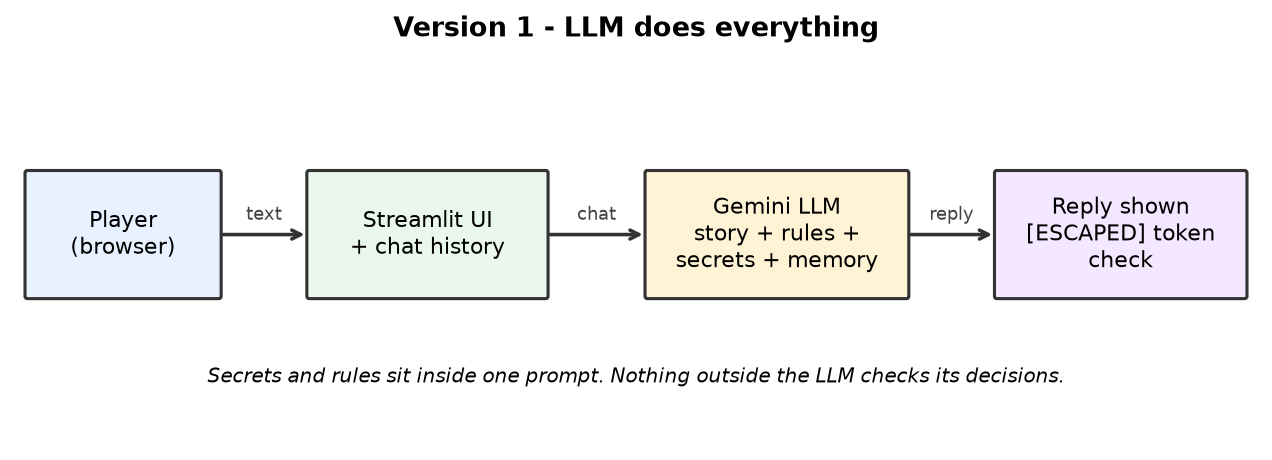 Version 1 - LLM does everything
Player
(browser)
text
Streamlit UI
+ chat history
chat
Gemini LLM
story + rules +
secrets + memory
reply
Reply shown
[ESCAPED] token
check
Secrets and rules sit inside one prompt. Nothing outside the LLM checks its decisions.